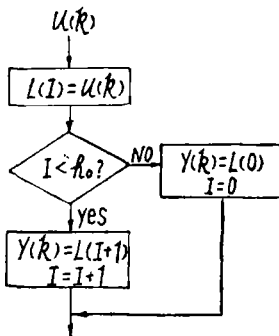 U(k)
L(I)=U(k)
I<h₀?
NO
Y(k)=L(0)
I=0
yes
Y(k)=L(I+1)
I=I+1